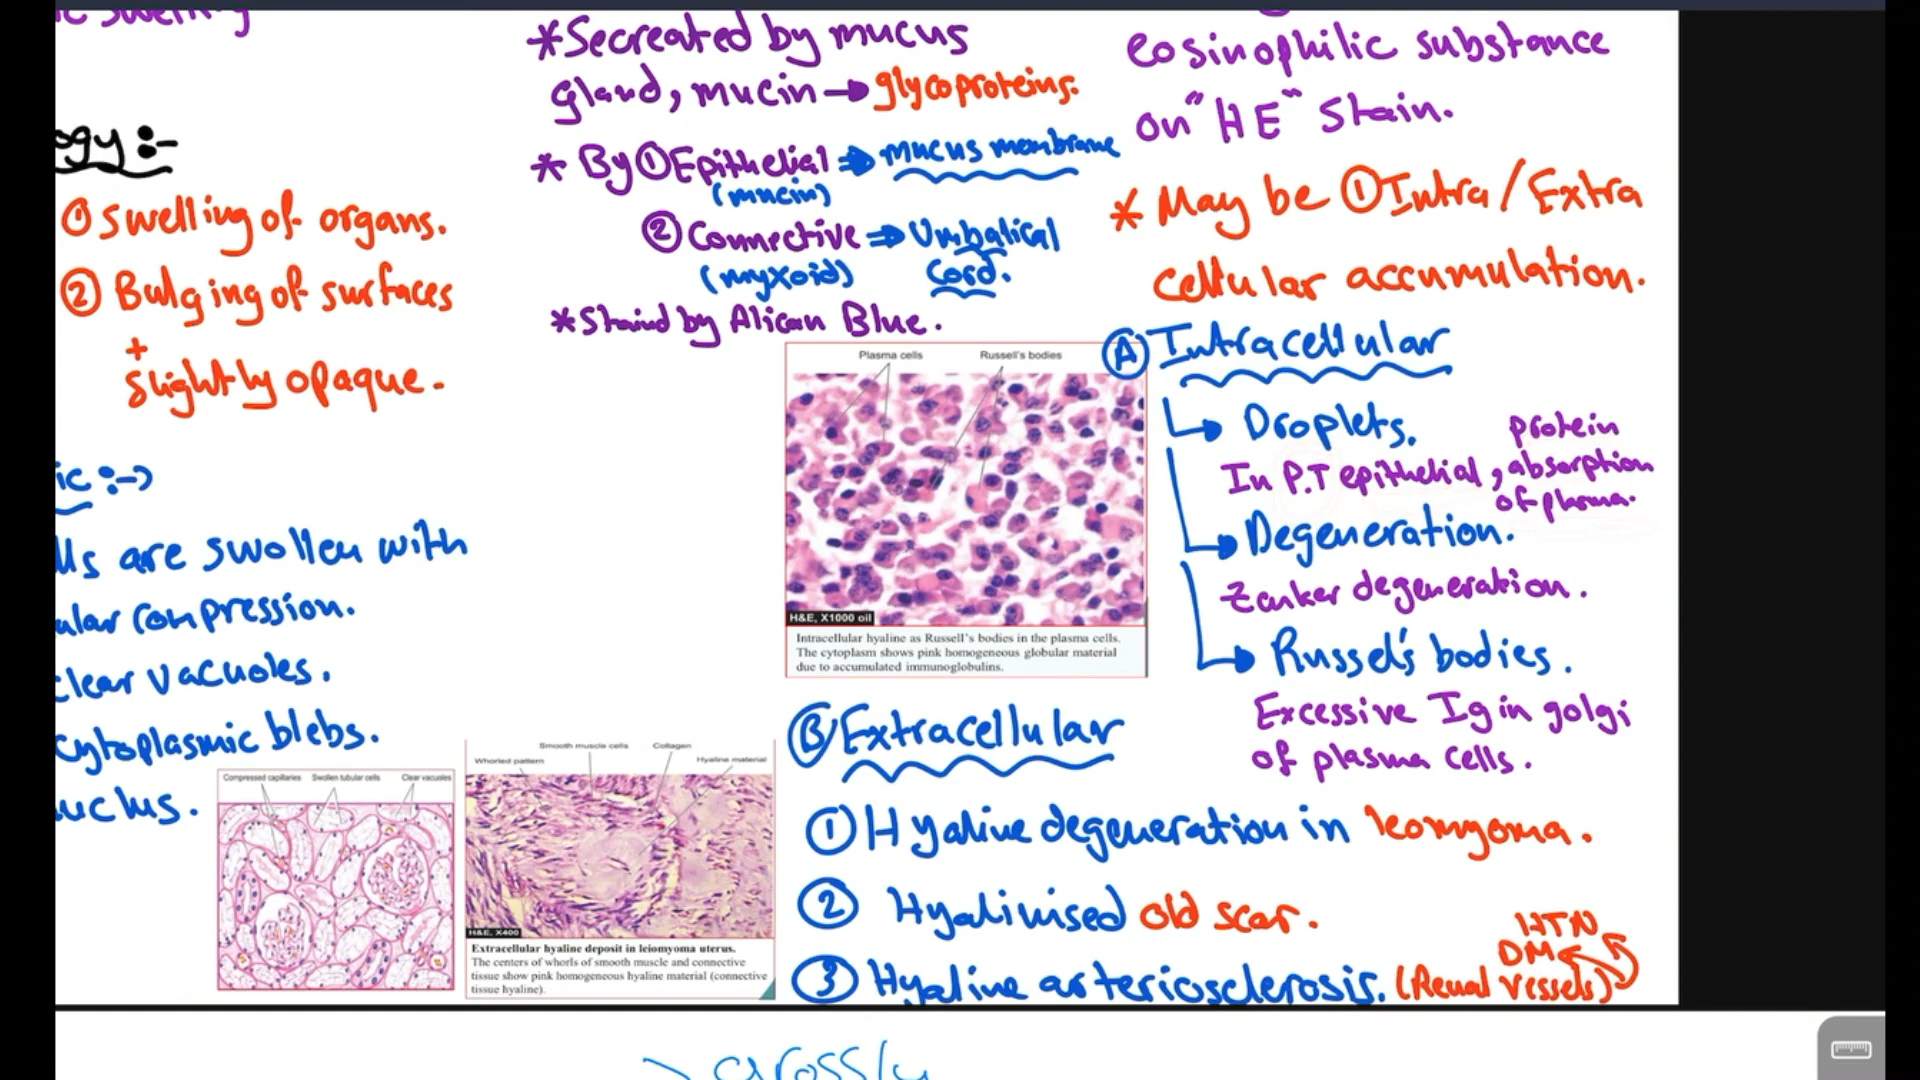 ic swelling
ogy :-
① swelling of organs.
② Bulging of surfaces
+
slightly opaque.
ic :-)
lls are swollen with
ular compression.
clear vacuoles.
cytoplasmic blebs.
uclus.
Compressed capillaries Swollen tubular cells Clear vacuoles
*Secreated by mucus
gland, mucin → glycoproteins.
* By ① Epithelial ⇒ mucus membrane
(mucin)
② Connective ⇒ Umbalical
(myxoid) Cord.
*Staind by Alican Blue.
Plasma cells Russell's bodies
H&E, X1000 oil
Intracellular hyaline as Russell's bodies in the plasma cells.
The cytoplasm shows pink homogeneous globular material
due to accumulated immunoglobulins.
Smooth muscle cells Collagen
Whorled pattern Hyaline material
H&E, X400
Extracellular hyaline deposit in leiomyoma uterus.
The centers of whorls of smooth muscle and connective
tissue show pink homogeneous hyaline material (connective
tissue hyaline).
eosinophilic substance
on "HE" Stain.
* May be ① Intra / Extra
cellular accumulation.
Ⓐ Intracellular
Droplets.
In P.T epithelial, protein
absorption
of plasma.
Degeneration.
Zenker degeneration.
Russel's bodies.
Excessive Ig in golgi
of plasma cells.
Ⓑ Extracellular
① Hyaline degeneration in leomyoma.
② Hyalinised old scar.
③ Hyaline arteriosclerosis. (Renal vessels)
HTN
DM
grossly